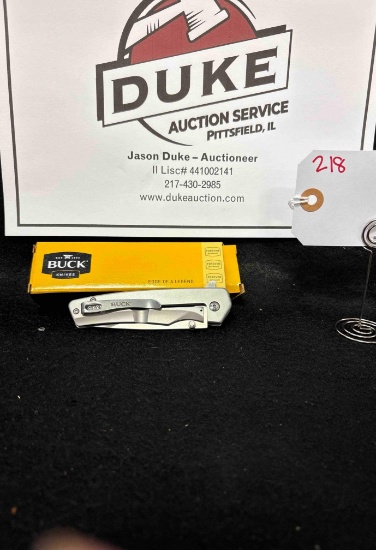 DUKE
AUCTION SERVICE
PITTSFIELD, IL
Jason Duke – Auctioneer
Il Lisc# 441002141
217-430-2985
www.dukeauction.com
218
BUCK
KNIVES
BUCK